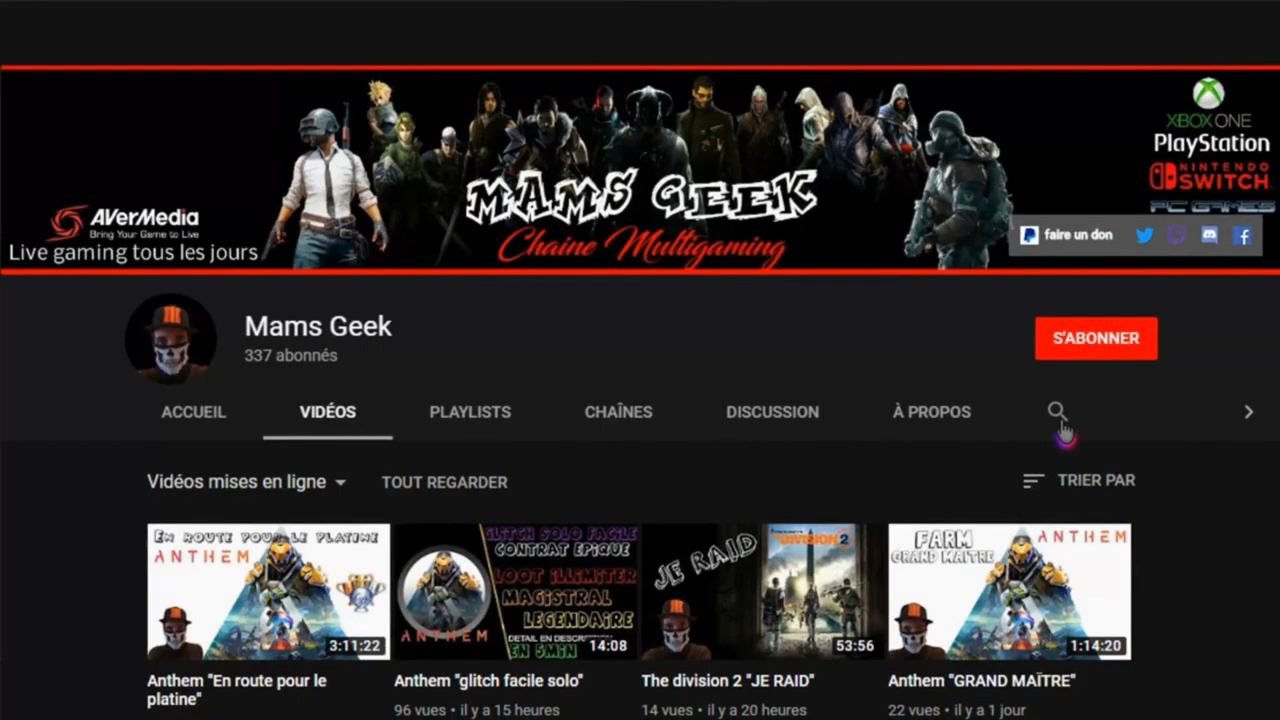 XBOX ONE
PlayStation
NINTENDO
SWITCH
PC GAMES
MAMS GEEK
Chaine Multigaming
AVerMedia
Bring Your Game to Live
Live gaming tous les jours
faire un don
Mams Geek
337 abonnés
S'ABONNER
ACCUEIL
VIDÉOS
PLAYLISTS
CHAÎNES
DISCUSSION
À PROPOS
Vidéos mises en ligne
TOUT REGARDER
TRIER PAR
EN ROUTE POUR LE PLATINE
ANTHEM
3:11:22
GLITCH SOLO FACILE
CONTRAT EPIQUE
LOOT ILLIMITER
MAGISTRAL
LEGENDAIRE
ANTHEM
EN 5MIN
14:08
JE RAID
DIVISION 2
53:56
FARM
GRAND MAÎTRE
ANTHEM
1:14:20
Anthem "En route pour le
platine"
Anthem "glitch facile solo"
96 vues • il y a 15 heures
The division 2 "JE RAID"
14 vues • il y a 20 heures
Anthem "GRAND MAÏTRE"
22 vues • il y a 1 jour